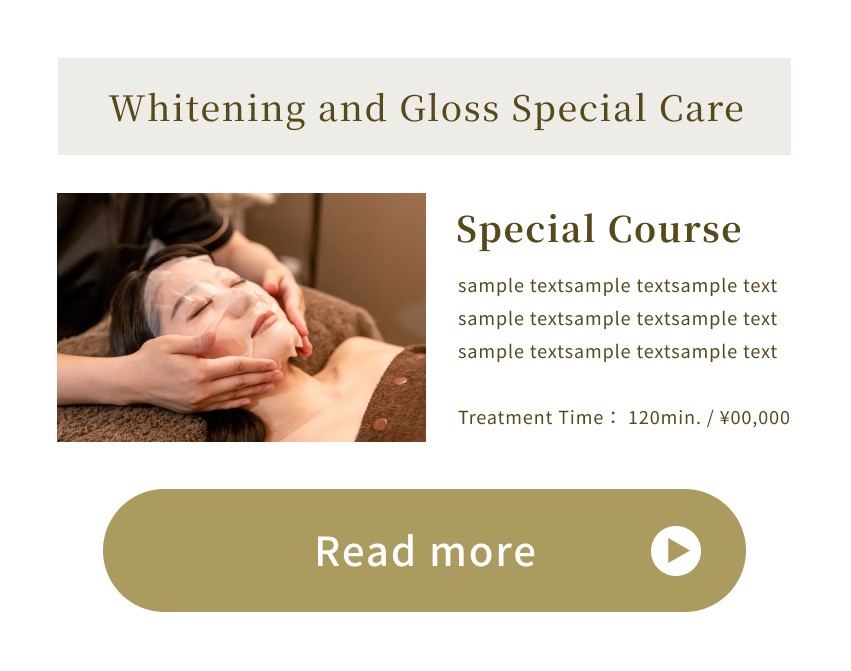 Whitening and Gloss Special Care
Special Course
sample textsample textsample text
sample textsample textsample text
sample textsample textsample text
Treatment Time： 120min. / ¥00,000
Read more